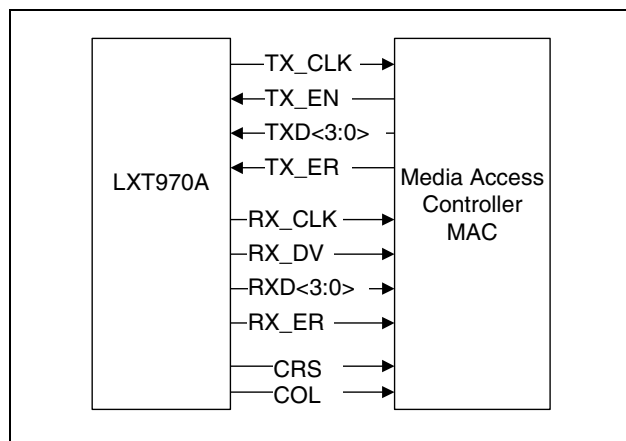 LXT970A
TX_CLK
TX_EN
TXD<3:0>
TX_ER
RX_CLK
RX_DV
RXD<3:0>
RX_ER
CRS
COL
Media Access
Controller
MAC